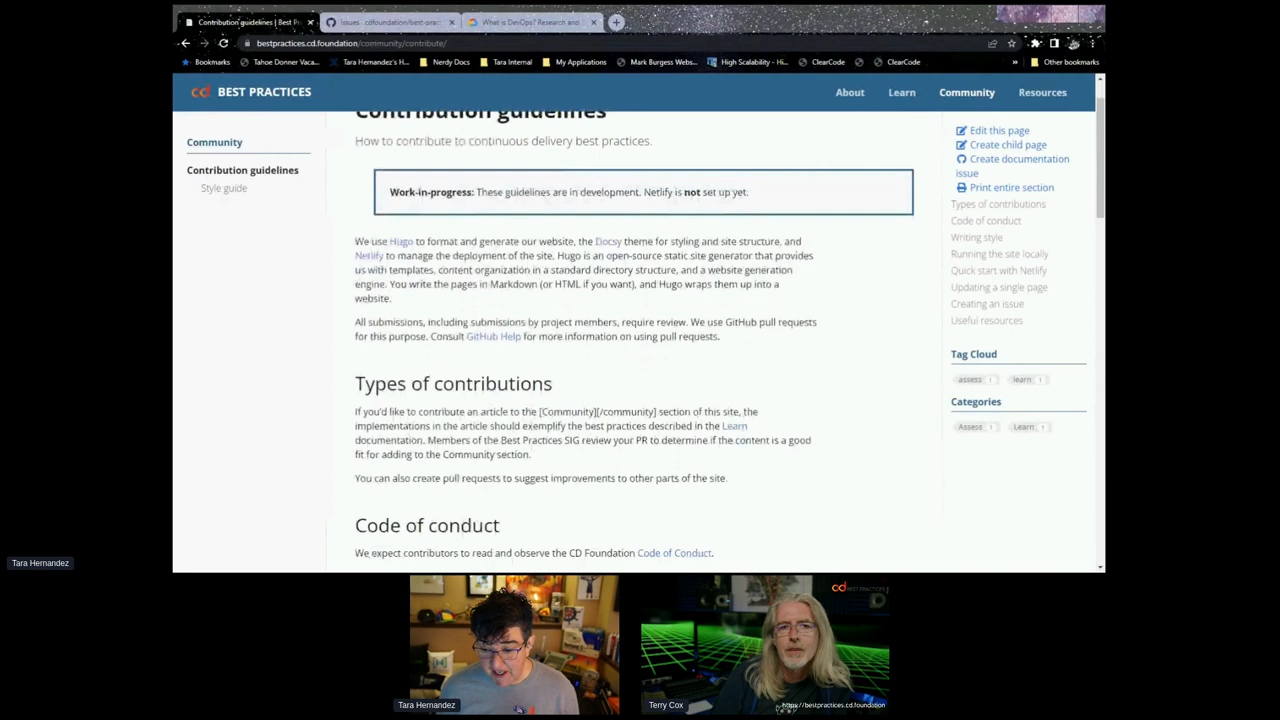 Contribution guidelines | Best Pr
Issues · cdfoundation/best-prac
What is DevOps? Research and
bestpractices.cd.foundation/community/contribute/
Bookmarks
Tahoe Donner Vaca...
Tara Hernandez's H...
Nerdy Docs
Tara Internal
My Applications
Mark Burgess Webs...
High Scalability - Hi...
ClearCode
ClearCode
»
Other bookmarks
cd BEST PRACTICES
About
Learn
Community
Resources
Community
Contribution guidelines
Style guide
Contribution guidelines
How to contribute to continuous delivery best practices.
Work-in-progress: These guidelines are in development. Netlify is not set up yet.
We use Hugo to format and generate our website, the Docsy theme for styling and site structure, and
Netlify to manage the deployment of the site. Hugo is an open-source static site generator that provides
us with templates, content organization in a standard directory structure, and a website generation
engine. You write the pages in Markdown (or HTML if you want), and Hugo wraps them up into a
website.
All submissions, including submissions by project members, require review. We use GitHub pull requests
for this purpose. Consult GitHub Help for more information on using pull requests.
Types of contributions
If you'd like to contribute an article to the [Community][/community] section of this site, the
implementations in the article should exemplify the best practices described in the Learn
documentation. Members of the Best Practices SIG review your PR to determine if the content is a good
fit for adding to the Community section.
You can also create pull requests to suggest improvements to other parts of the site.
Code of conduct
We expect contributors to read and observe the CD Foundation Code of Conduct.
Edit this page
Create child page
Create documentation
issue
Print entire section
Types of contributions
Code of conduct
Writing style
Running the site locally
Quick start with Netlify
Updating a single page
Creating an issue
Useful resources
Tag Cloud
assess 1
learn 1
Categories
Assess 1
Learn 1
Tara Hernandez
Tara Hernandez
cd BEST PRACTICES
Terry Cox
https://bestpractices.cd.foundation